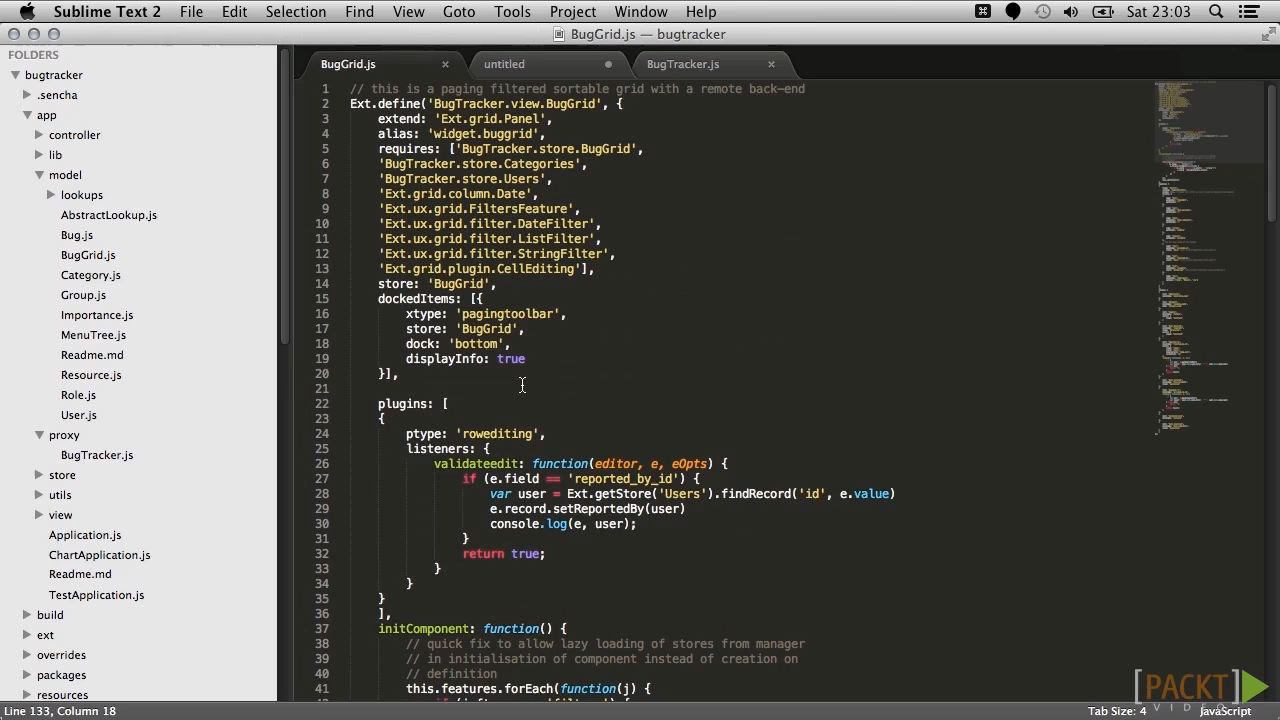 Sublime Text 2 File Edit Selection Find View Goto Tools Project Window Help Sat 23:03
BugGrid.js — bugtracker
FOLDERS
bugtracker
.sencha
app
controller
lib
model
lookups
AbstractLookup.js
Bug.js
BugGrid.js
Category.js
Group.js
Importance.js
MenuTree.js
Readme.md
Resource.js
Role.js
User.js
proxy
BugTracker.js
store
utils
view
Application.js
ChartApplication.js
Readme.md
TestApplication.js
build
ext
overrides
packages
resources
BugGrid.js × untitled BugTracker.js ×
1 // this is a paging filtered sortable grid with a remote back-end
2 Ext.define('BugTracker.view.BugGrid', {
3 extend: 'Ext.grid.Panel',
4 alias: 'widget.buggrid',
5 requires: ['BugTracker.store.BugGrid',
6 'BugTracker.store.Categories',
7 'BugTracker.store.Users',
8 'Ext.grid.column.Date',
9 'Ext.ux.grid.FiltersFeature',
10 'Ext.ux.grid.filter.DateFilter',
11 'Ext.ux.grid.filter.ListFilter',
12 'Ext.ux.grid.filter.StringFilter',
13 'Ext.grid.plugin.CellEditing'],
14 store: 'BugGrid',
15 dockedItems: [{
16 xtype: 'pagingtoolbar',
17 store: 'BugGrid',
18 dock: 'bottom',
19 displayInfo: true
20 }],
21
22 plugins: [
23 {
24 ptype: 'rowediting',
25 listeners: {
26 validateedit: function(editor, e, eOpts) {
27 if (e.field == 'reported_by_id') {
28 var user = Ext.getStore('Users').findRecord('id', e.value)
29 e.record.setReportedBy(user)
30 console.log(e, user);
31 }
32 return true;
33 }
34 }
35 }
36 ],
37 initComponent: function() {
38 // quick fix to allow lazy loading of stores from manager
39 // in initialisation of component instead of creation on
40 // definition
41 this.features.forEach(function(j) {
[PACKT]
VIDEO
Line 133, Column 18 Tab Size: 4 JavaScript